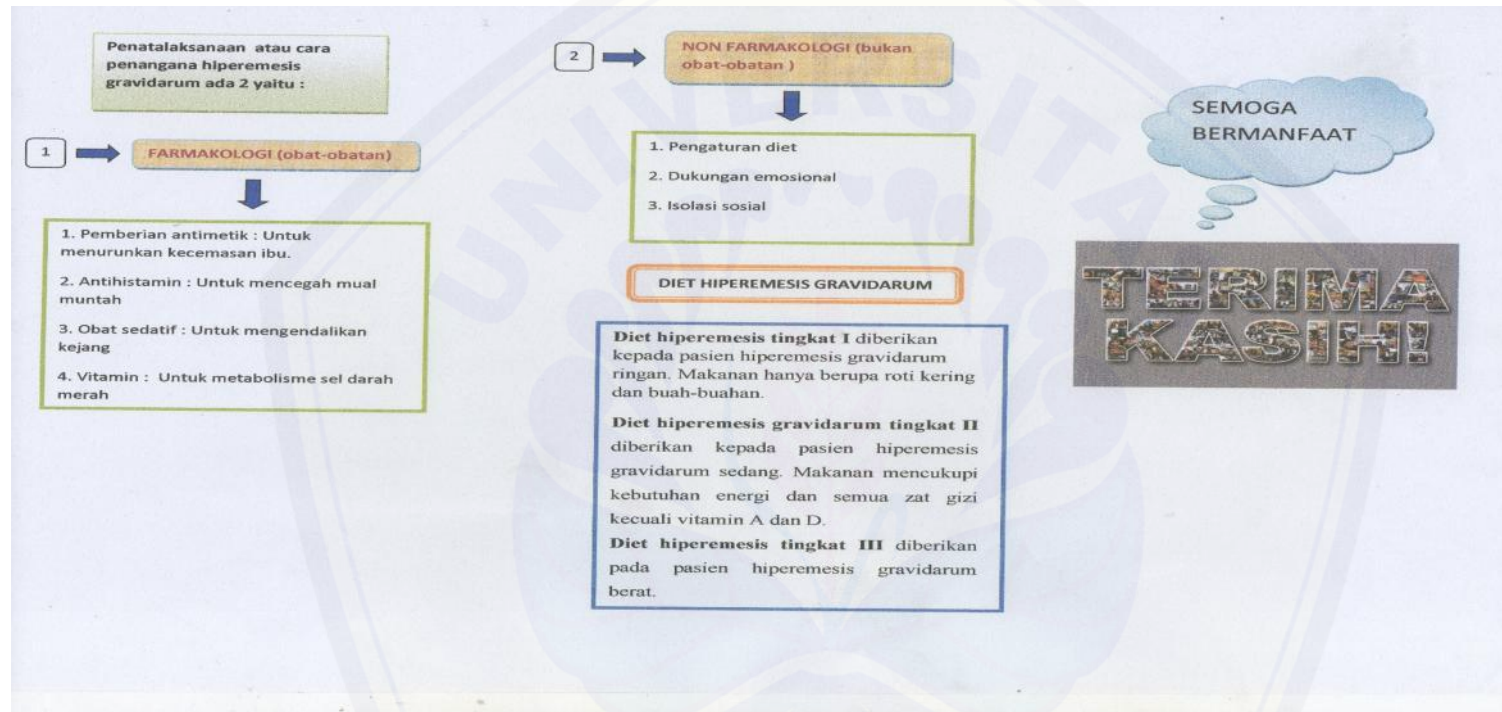 Penatalaksanaan atau cara
penangana hiperemesis
gravidarum ada 2 yaitu :
1
FARMAKOLOGI (obat-obatan)
1. Pemberian antimetik : Untuk
menurunkan kecemasan ibu.
2. Antihistamin : Untuk mencegah mual
muntah
3. Obat sedatif : Untuk mengendalikan
kejang
4. Vitamin : Untuk metabolisme sel darah
merah
2
NON FARMAKOLOGI (bukan
obat-obatan )
1. Pengaturan diet
2. Dukungan emosional
3. Isolasi sosial
DIET HIPEREMESIS GRAVIDARUM
Diet hiperemesis tingkat I diberikan
kepada pasien hiperemesis gravidarum
ringan. Makanan hanya berupa roti kering
dan buah-buahan.
Diet hiperemesis gravidarum tingkat II
diberikan kepada pasien hiperemesis
gravidarum sedang. Makanan mencukupi
kebutuhan energi dan semua zat gizi
kecuali vitamin A dan D.
Diet hiperemesis tingkat III diberikan
pada pasien hiperemesis gravidarum
berat.
SEMOGA
BERMANFAAT
TERIMA
KASIH!
UNIVERSITA